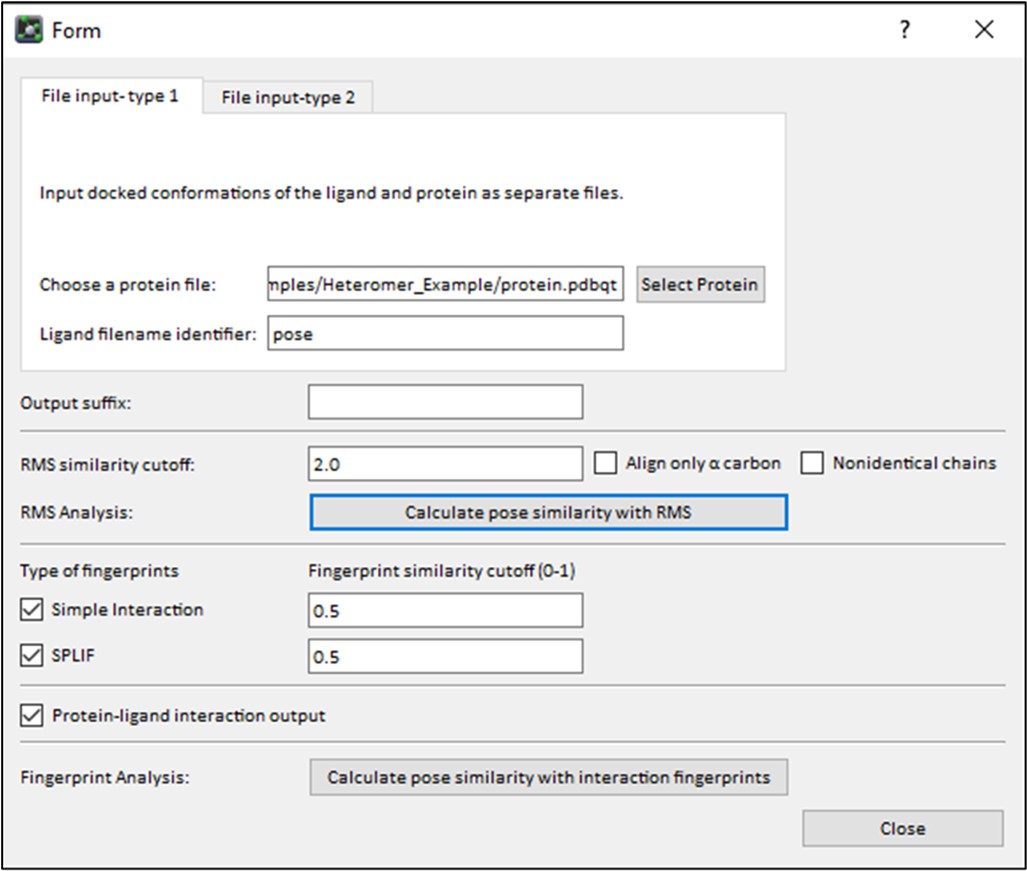 Form ?
File input- type 1 File input-type 2
Input docked conformations of the ligand and protein as separate files.
Choose a protein file: mples/Heteromer_Example/protein.pdbqt Select Protein
Ligand filename identifier: pose
Output suffix:
RMS similarity cutoff: 2.0 Align only α carbon Nonidentical chains
RMS Analysis: Calculate pose similarity with RMS
Type of fingerprints Fingerprint similarity cutoff (0-1)
Simple Interaction 0.5
SPLIF 0.5
Protein-ligand interaction output
Fingerprint Analysis: Calculate pose similarity with interaction fingerprints
Close